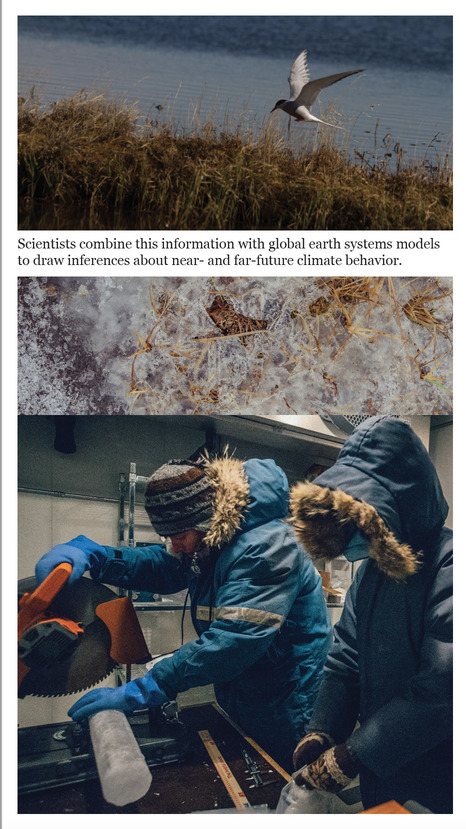 Scientists combine this information with global earth systems models
to draw inferences about near- and far-future climate behavior.